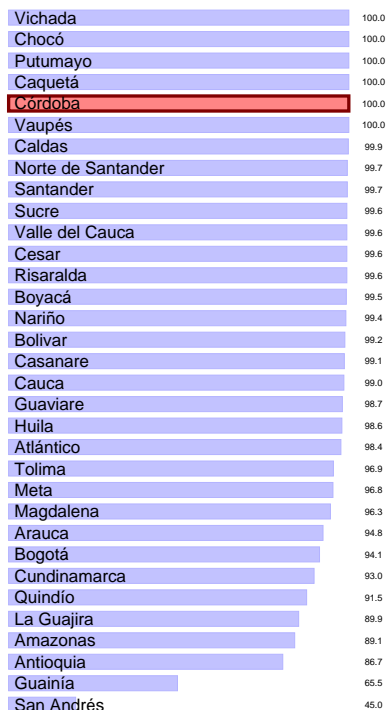 Vichada 100.0
Chocó 100.0
Putumayo 100.0
Caquetá 100.0
Córdoba 100.0
Vaupés 100.0
Caldas 99.9
Norte de Santander 99.7
Santander 99.7
Sucre 99.6
Valle del Cauca 99.6
Cesar 99.6
Risaralda 99.6
Boyacá 99.5
Nariño 99.4
Bolivar 99.2
Casanare 99.1
Cauca 99.0
Guaviare 98.7
Huila 98.6
Atlántico 98.4
Tolima 96.9
Meta 96.8
Magdalena 96.3
Arauca 94.8
Bogotá 94.1
Cundinamarca 93.0
Quindío 91.5
La Guajira 89.9
Amazonas 89.1
Antioquia 86.7
Guainía 65.5
San Andrés 45.0